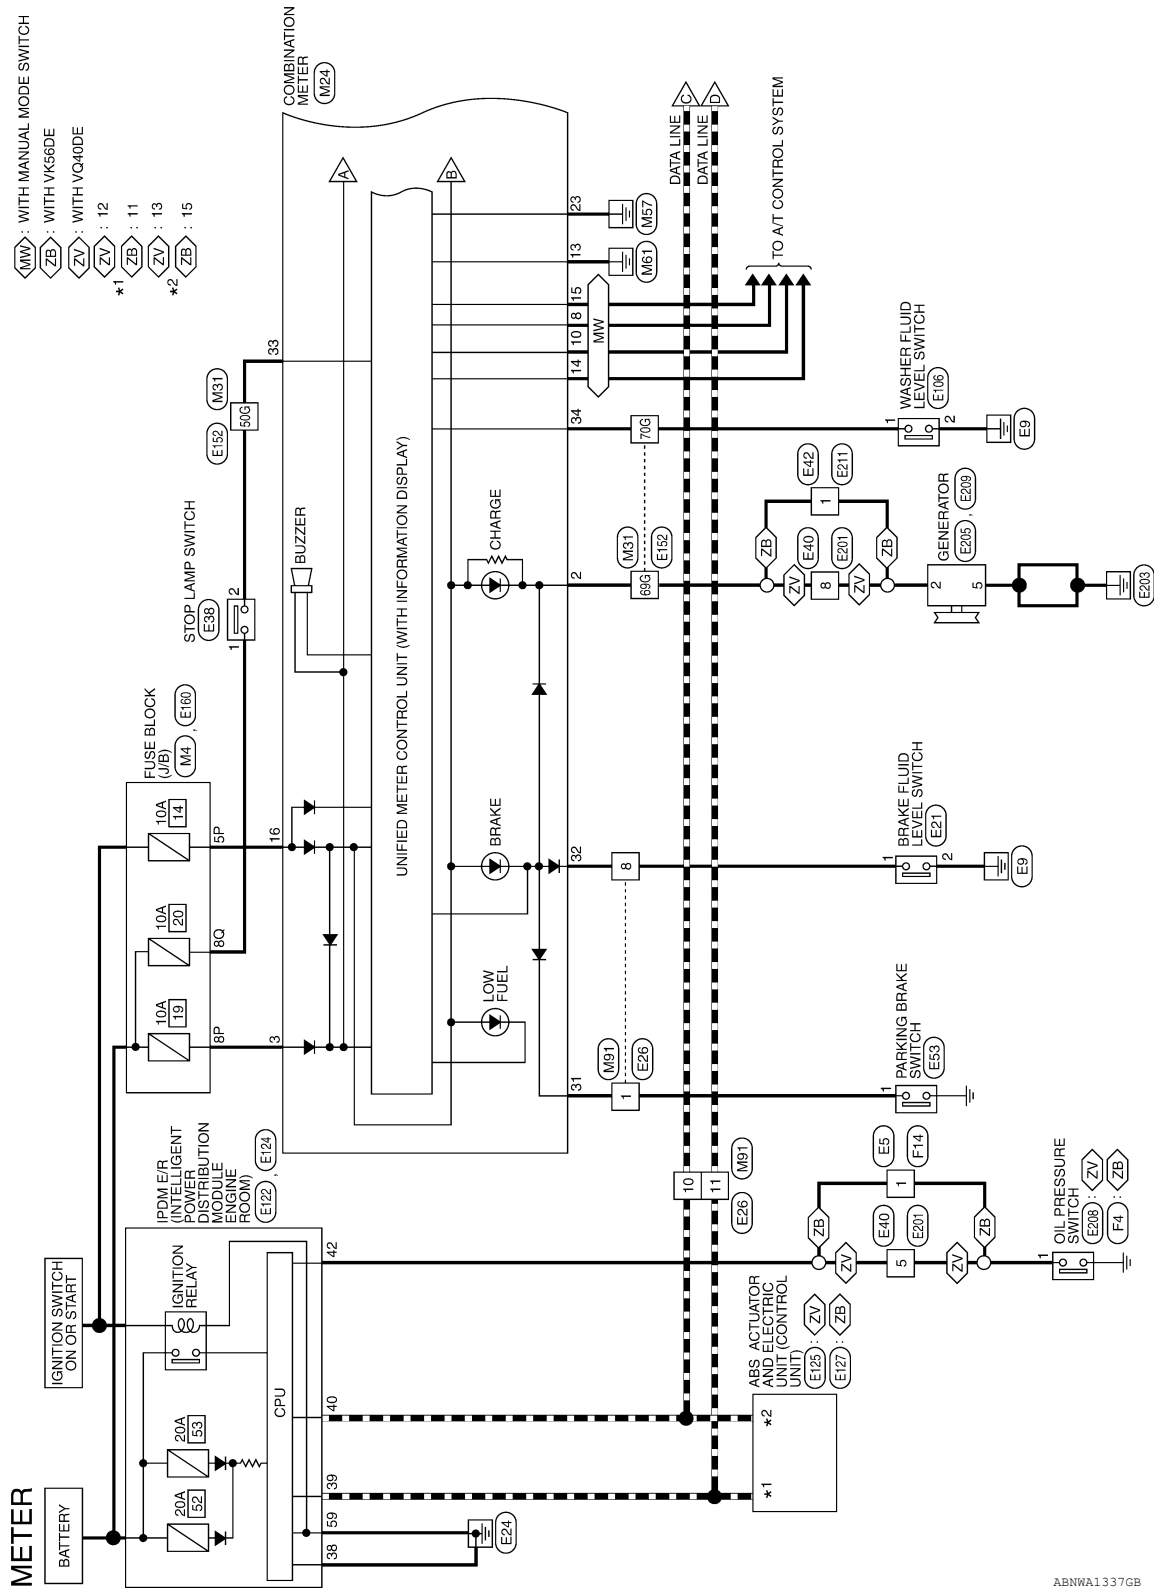 METER
BATTERY
IGNITION SWITCH
ON OR START
20A
52
20A
53
IGNITION
RELAY
CPU
IPDM E/R
(INTELLIGENT
POWER
DISTRIBUTION
MODULE
ENGINE
ROOM)
E122 , E124
38
59
39
40
42
E24
ABS ACTUATOR
AND ELECTRIC
UNIT (CONTROL
UNIT)
E125 : ZV
E127 : ZB
*1
*2
10A
19
10A
20
10A
14
8P
8Q
5P
FUSE BLOCK
(J/B)
M4 , E160
STOP LAMP SWITCH
E38
1
2
E152
M31
50G
33
3
16
BUZZER
COMBINATION
METER
M24
A
B
UNIFIED METER CONTROL UNIT (WITH INFORMATION DISPLAY)
LOW
FUEL
BRAKE
CHARGE
31
32
2
34
14
10
8
15
13
23
MW
M61
M57
M91
E26
1
8
M31
E152
69G
70G
DATA LINE
C
DATA LINE
D
TO A/T CONTROL SYSTEM
E26
M91
10
11
ZB
ZV
E40
E201
5
E5
F14
1
ZV
ZB
OIL PRESSURE
SWITCH
E208 : ZV
F4 : ZB
1
PARKING BRAKE
SWITCH
E53
1
BRAKE FLUID
LEVEL SWITCH
E21
1
2
E9
ZB
ZV
E40
E201
8
E42
E211
1
ZV
ZB
GENERATOR
E205 , E209
2
5
E203
WASHER FLUID
LEVEL SWITCH
E106
1
2
E9
MW : WITH MANUAL MODE SWITCH
ZB : WITH VK56DE
ZV : WITH VQ40DE
*1 ZV : 12
ZB : 11
*2 ZV : 13
ZB : 15
ABNWA1337GB